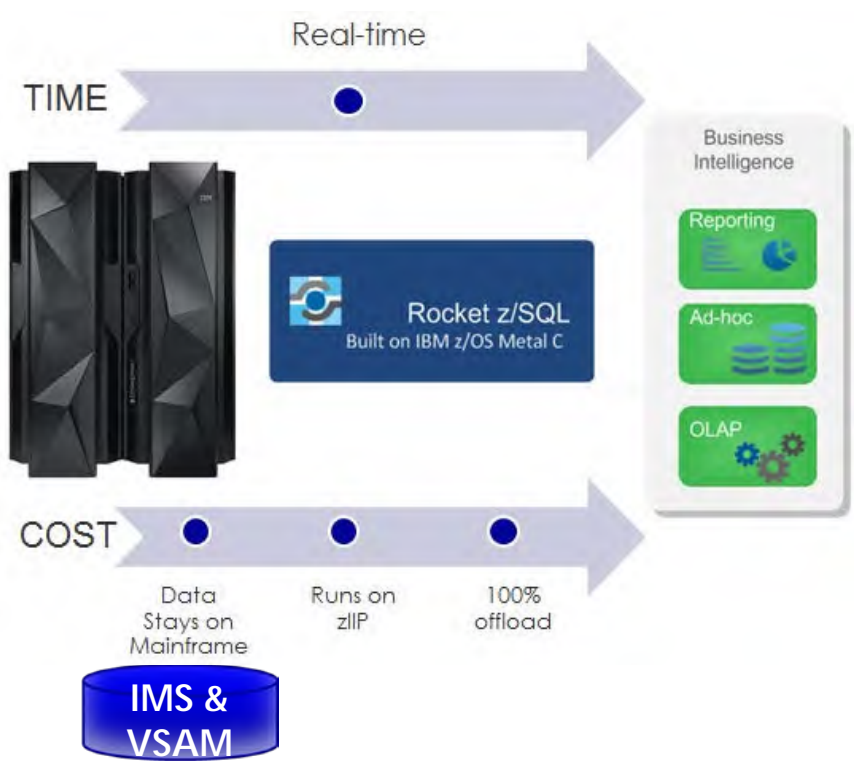 Real-time
TIME
Business
Intelligence
IBM
Reporting
Rocket z/SQL
Built on IBM z/OS Metal C
Ad-hoc
OLAP
COST
Data
Stays on
Mainframe
Runs on
zIIP
100%
offload
IMS &
VSAM